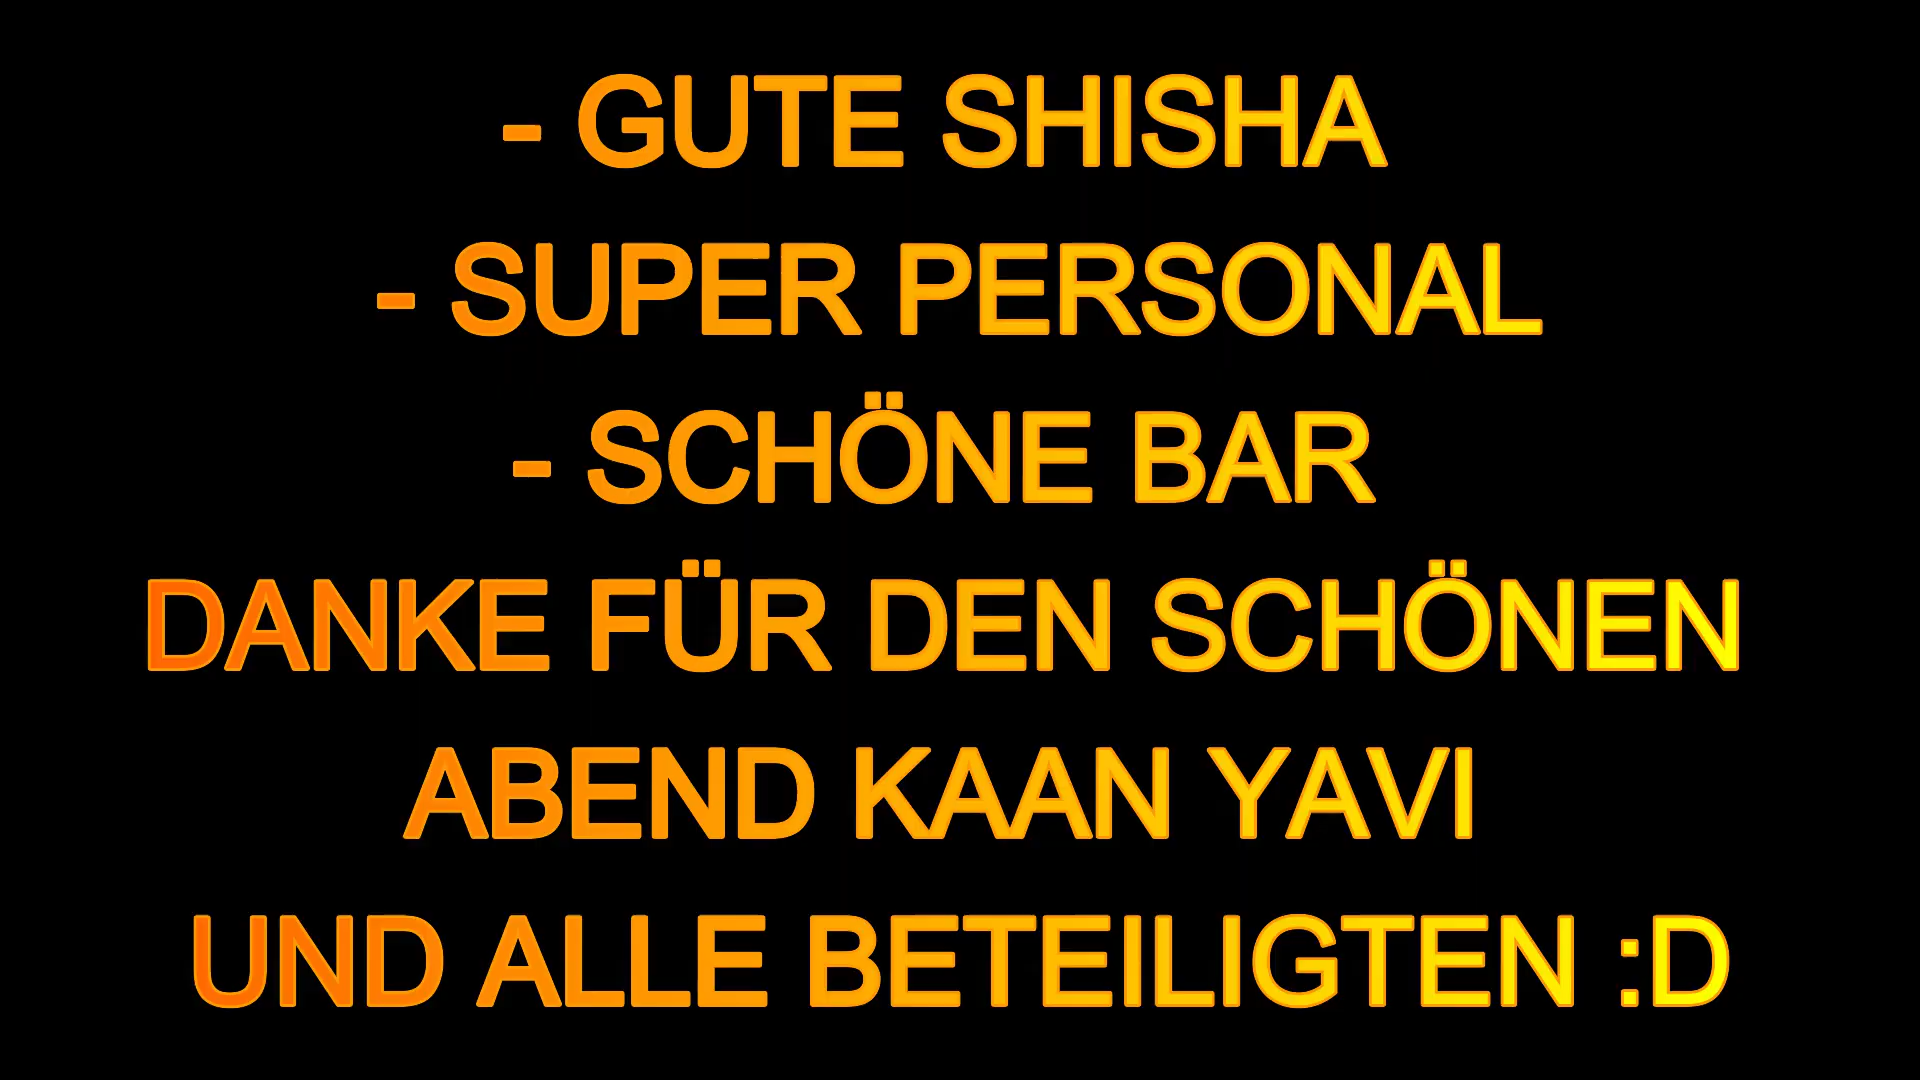 - GUTE SHISHA
- SUPER PERSONAL
- SCHÖNE BAR
DANKE FÜR DEN SCHÖNEN
ABEND KAAN YAVI
UND ALLE BETEILIGTEN :D